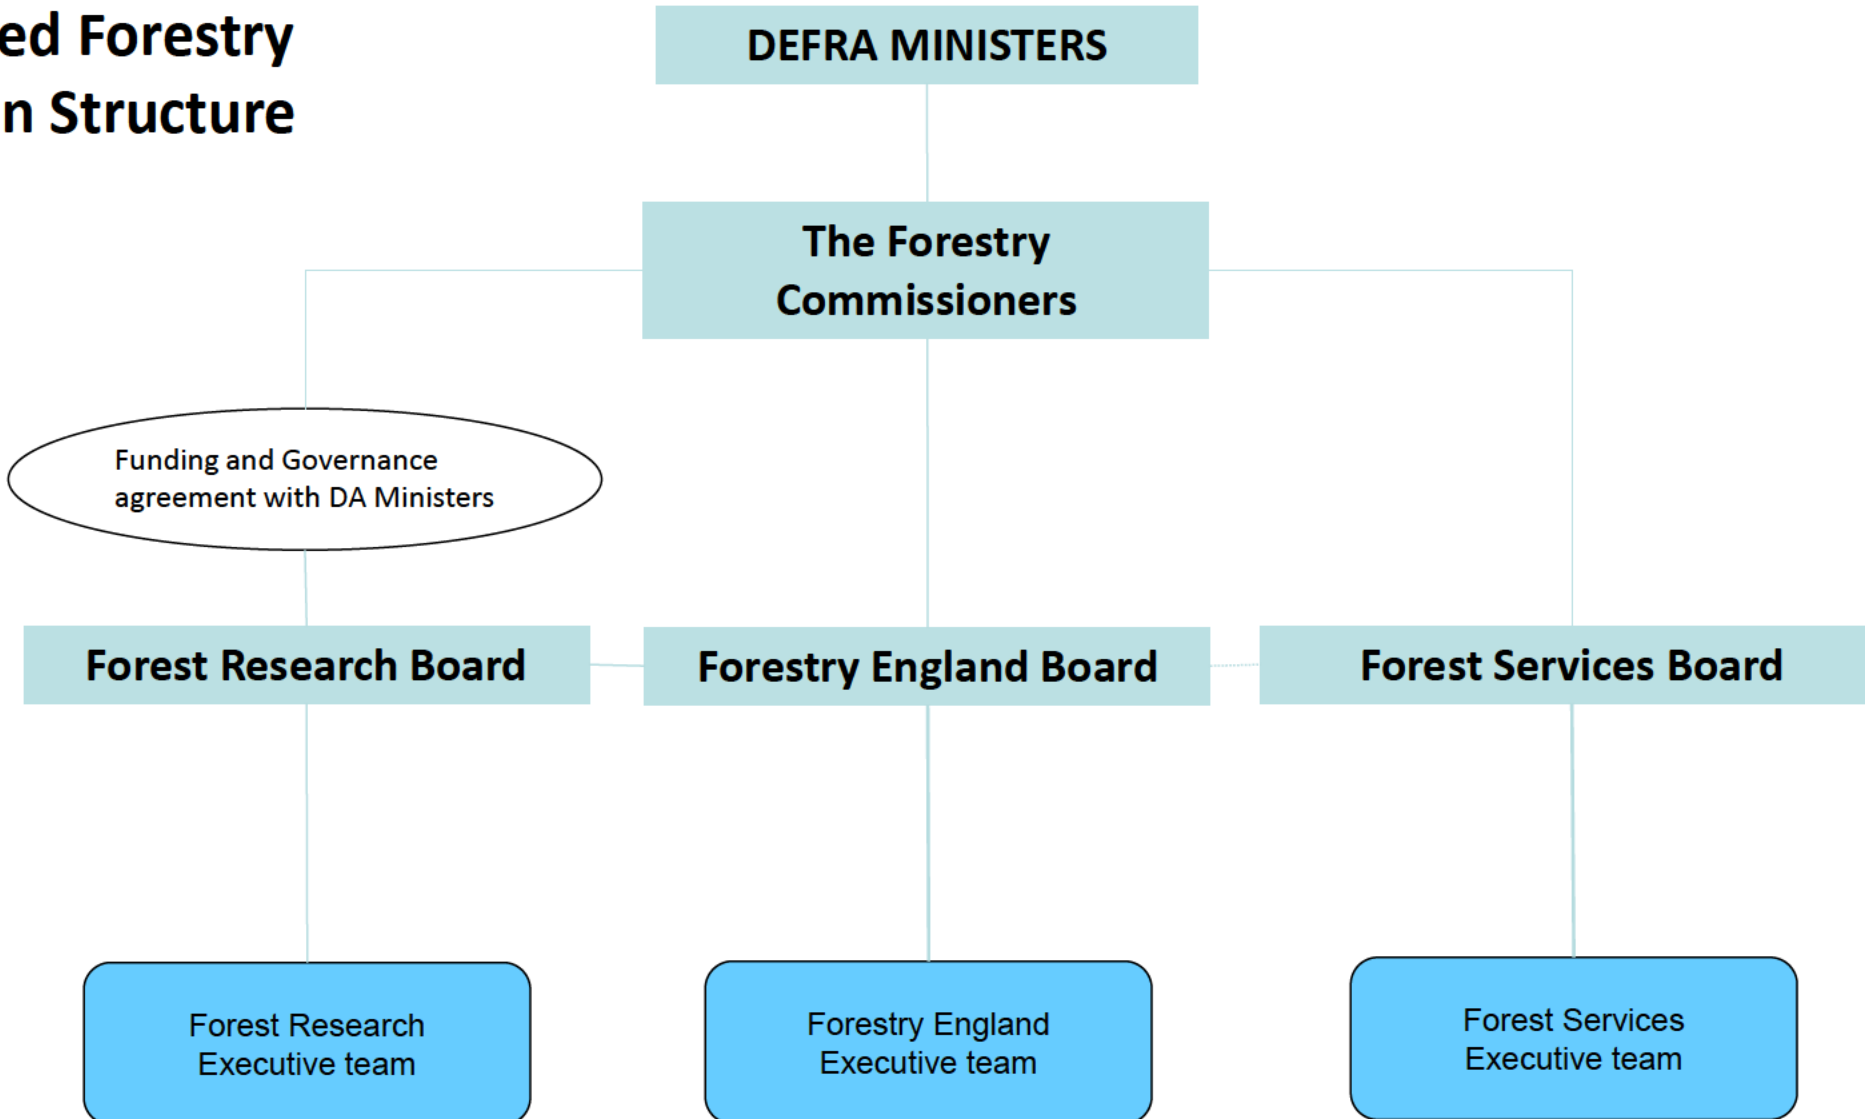 ed Forestry
n Structure
DEFRA MINISTERS
The Forestry
Commissioners
Funding and Governance
agreement with DA Ministers
Forest Research Board
Forestry England Board
Forest Services Board
Forest Research
Executive team
Forestry England
Executive team
Forest Services
Executive team